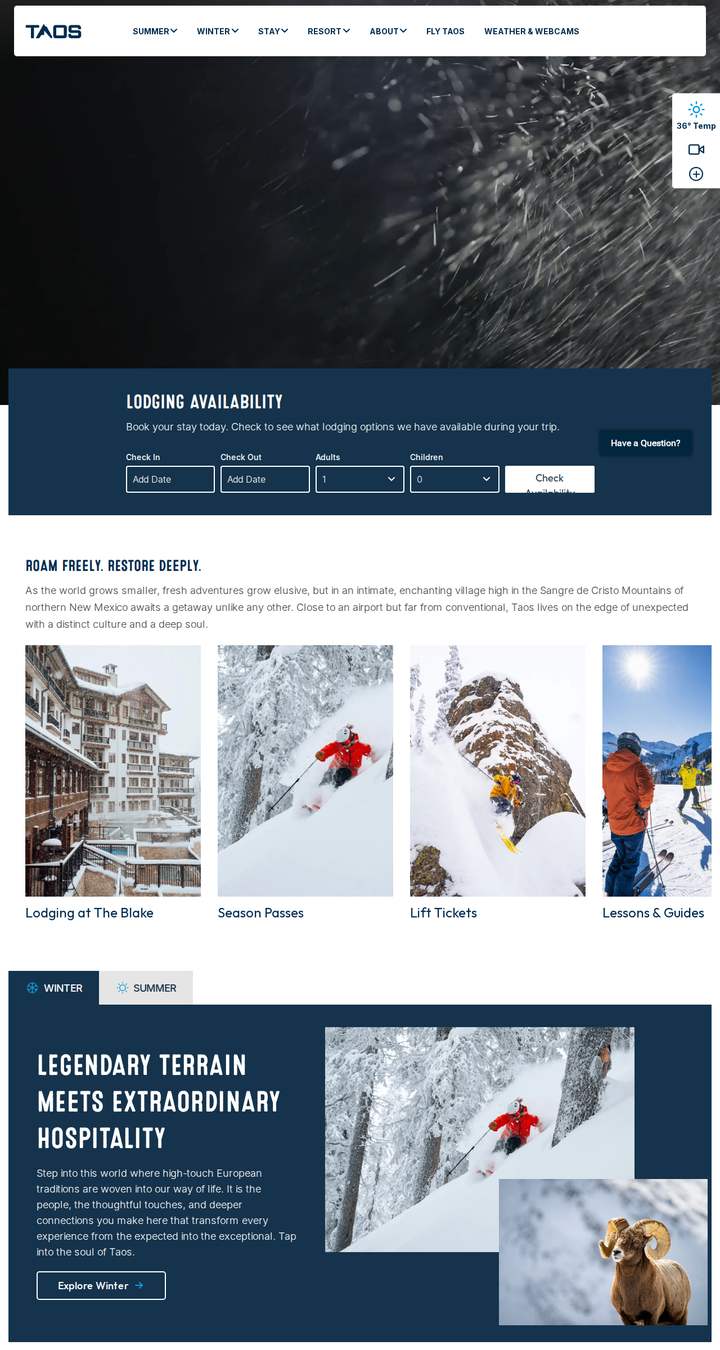 TAOS
SUMMER
WINTER
STAY
RESORT
ABOUT
FLY TAOS
WEATHER & WEBCAMS
36° Temp
LODGING AVAILABILITY
Book your stay today. Check to see what lodging options we have available during your trip.
Have a Question?
Check In
Check Out
Adults
Children
Add Date
Add Date
1
0
Check
Availability
ROAM FREELY. RESTORE DEEPLY.
As the world grows smaller, fresh adventures grow elusive, but in an intimate, enchanting village high in the Sangre de Cristo Mountains of
northern New Mexico awaits a getaway unlike any other. Close to an airport but far from conventional, Taos lives on the edge of unexpected
with a distinct culture and a deep soul.
Lodging at The Blake
Season Passes
Lift Tickets
Lessons & Guides
WINTER
SUMMER
LEGENDARY TERRAIN
MEETS EXTRAORDINARY
HOSPITALITY
Step into this world where high-touch European
traditions are woven into our way of life. It is the
people, the thoughtful touches, and deeper
connections you make here that transform every
experience from the expected into the exceptional. Tap
into the soul of Taos.
Explore Winter